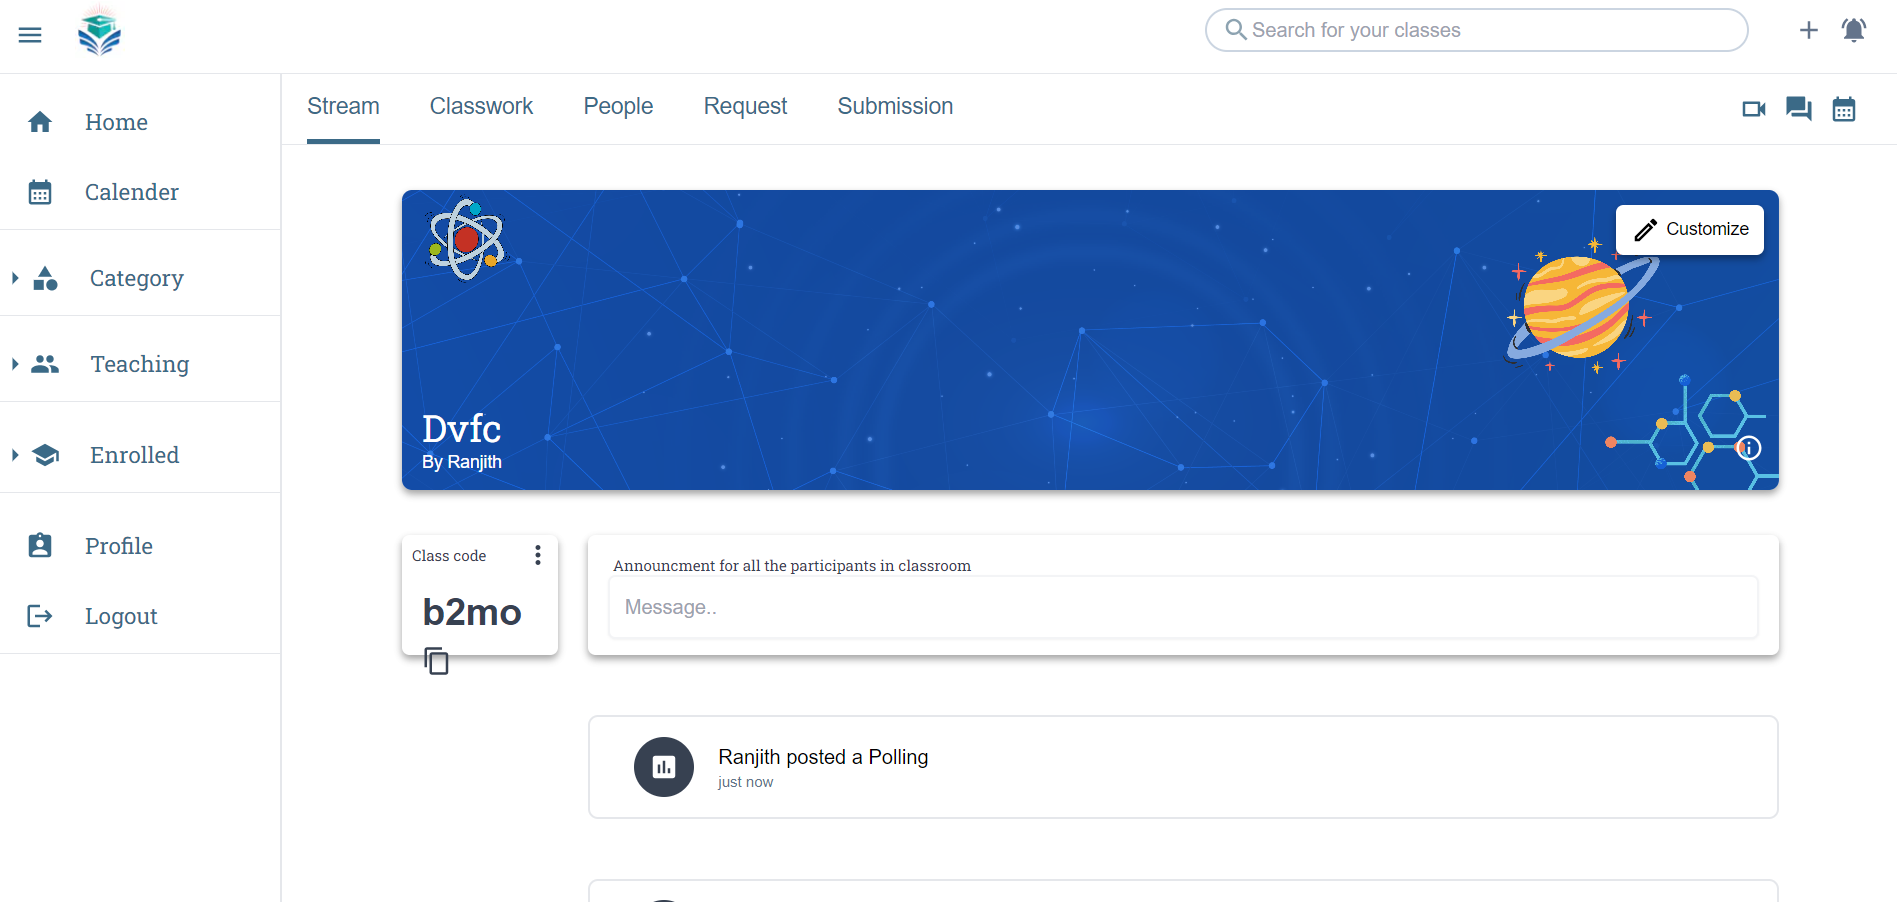 Search for your classes
Home
Calender
Category
Teaching
Enrolled
Profile
Logout
Stream
Classwork
People
Request
Submission
Customize
Dvfc
By Ranjith
Class code
b2mo
Announcment for all the participants in classroom
Message..
Ranjith posted a Polling
just now